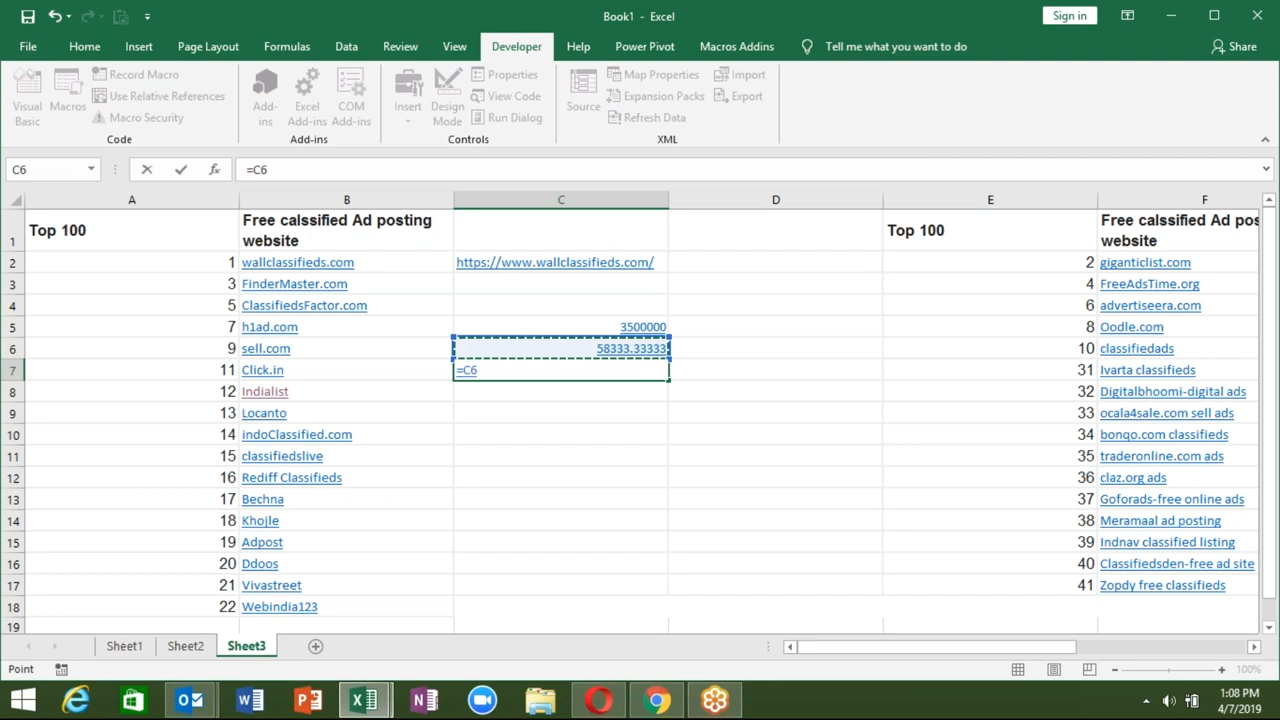 Book1 - Excel
Sign in
File Home Insert Page Layout Formulas Data Review View Developer Help Power Pivot Macros Addins Tell me what you want to do Share
Visual Basic
Macros
Record Macro
Use Relative References
Macro Security
Code
Add-ins
Excel Add-ins
COM Add-ins
Add-ins
Insert
Design Mode
Properties
View Code
Run Dialog
Controls
Source
Map Properties
Expansion Packs
Refresh Data
Import
Export
XML
C6 fx =C6
A B C D E F
1 Top 100 Free calssified Ad posting website Top 100 Free calssified Ad pos website
2 1 wallclassifieds.com https://www.wallclassifieds.com/ 2 giganticlist.com
3 3 FinderMaster.com 4 FreeAdsTime.org
4 5 ClassifiedsFactor.com 6 advertiseera.com
5 7 h1ad.com 3500000 8 Oodle.com
6 9 sell.com 58333.33333 10 classifiedads
7 11 Click.in =C6 31 Ivarta classifieds
8 12 Indialist 32 Digitalbhoomi-digital ads
9 13 Locanto 33 ocala4sale.com sell ads
10 14 indoClassified.com 34 bonqo.com classifieds
11 15 classifiedslive 35 traderonline.com ads
12 16 Rediff Classifieds 36 claz.org ads
13 17 Bechna 37 Goforads-free online ads
14 18 Khojle 38 Meramaal ad posting
15 19 Adpost 39 Indnav classified listing
16 20 Ddoos 40 Classifiedsden-free ad site
17 21 Vivastreet 41 Zopdy free classifieds
18 22 Webindia123
19
Sheet1 Sheet2 Sheet3
Point 100%
1:08 PM
4/7/2019